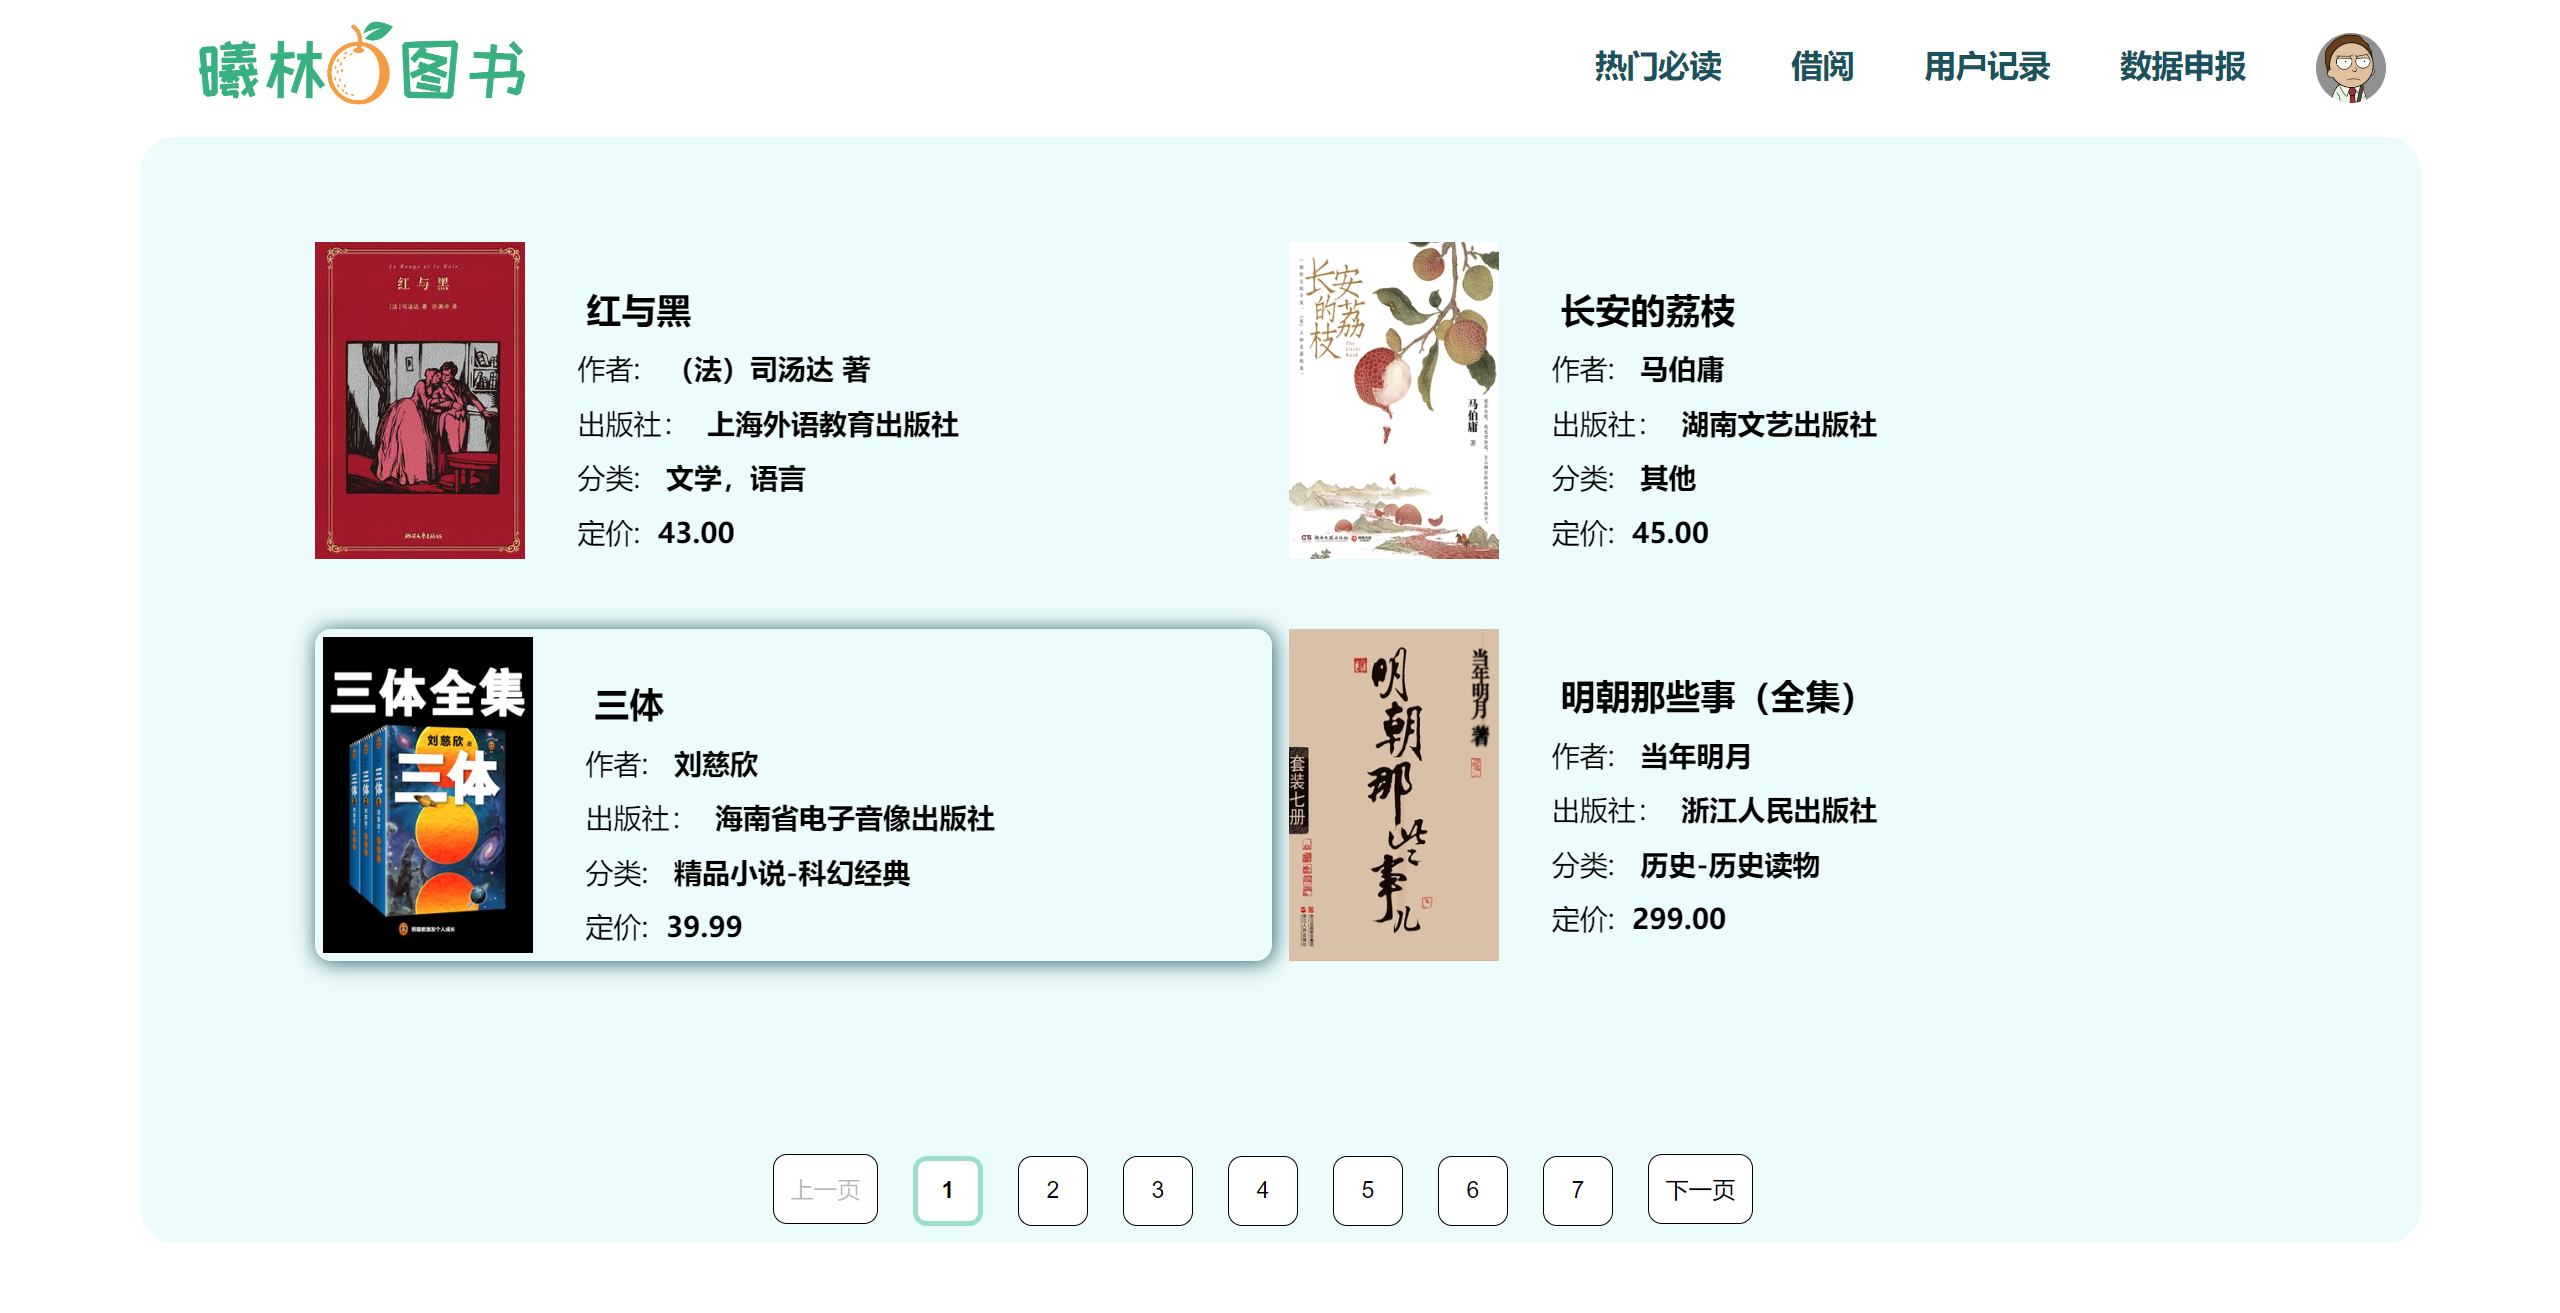 曦林图书
热门必读 借阅 用户记录 数据申报
Le Rouge et le Noir
红与黑
[法]司汤达 著 许渊冲 译
红与黑
作者: （法）司汤达 著
出版社: 上海外语教育出版社
分类: 文学，语言
定价: 43.00
长安的荔枝
The Litchi Road
马伯庸 著
长安的荔枝
作者: 马伯庸
出版社: 湖南文艺出版社
分类: 其他
定价: 45.00
三体全集
刘慈欣
三体
三体
作者: 刘慈欣
出版社: 海南省电子音像出版社
分类: 精品小说-科幻经典
定价: 39.99
明朝那些事儿
当年明月 著
套装七册
明朝那些事（全集）
作者: 当年明月
出版社: 浙江人民出版社
分类: 历史-历史读物
定价: 299.00
上一页 1 2 3 4 5 6 7 下一页